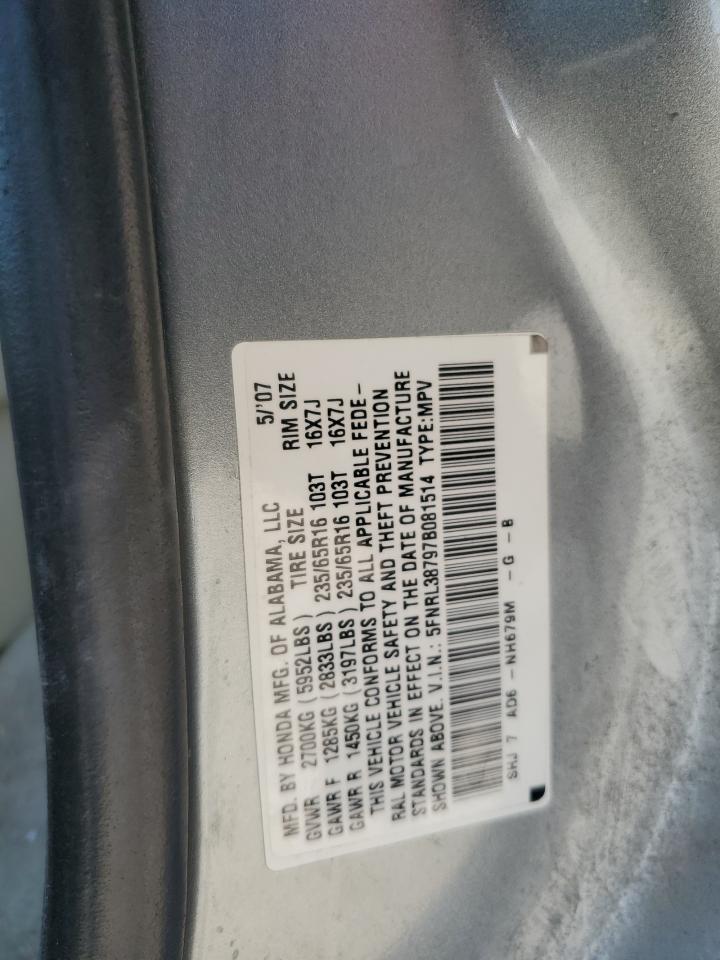 MFD. BY HONDA MFG. OF ALABAMA, LLC 5/'07
GVWR 2700KG (5952LBS) TIRE SIZE RIM SIZE
GAWR F 1285KG (2833LBS) 235/65R16 103T 16X7J
GAWR R 1450KG (3197LBS) 235/65R16 103T 16X7J
THIS VEHICLE CONFORMS TO ALL APPLICABLE FEDE-
RAL MOTOR VEHICLE SAFETY AND THEFT PREVENTION
STANDARDS IN EFFECT ON THE DATE OF MANUFACTURE
SHOWN ABOVE. V.I.N.: 5FNRL38797B081514 TYPE:MPV
SHJ 7 AD6 -NH679M -G -B